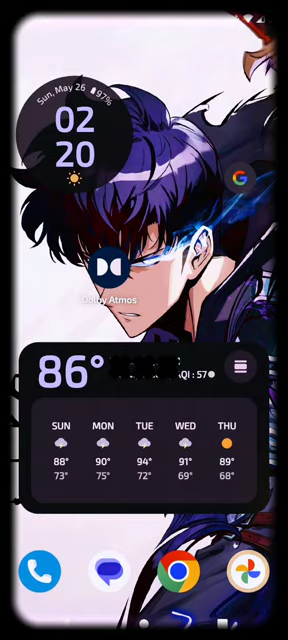 Sun, May 26 97%
02
20
Dolby Atmos
86°
AQI : 57
SUN MON TUE WED THU
88° 90° 94° 91° 89°
73° 75° 72° 69° 68°